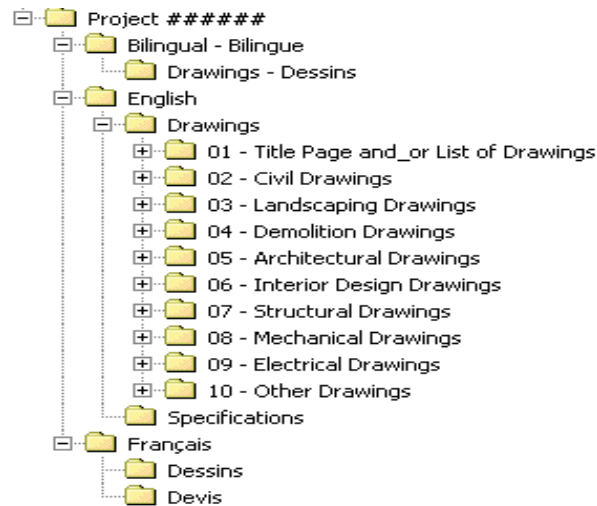 Project ######
Bilingual - Bilingue
Drawings - Dessins
English
Drawings
01 - Title Page and_or List of Drawings
02 - Civil Drawings
03 - Landscaping Drawings
04 - Demolition Drawings
05 - Architectural Drawings
06 - Interior Design Drawings
07 - Structural Drawings
08 - Mechanical Drawings
09 - Electrical Drawings
10 - Other Drawings
Specifications
Français
Dessins
Devis